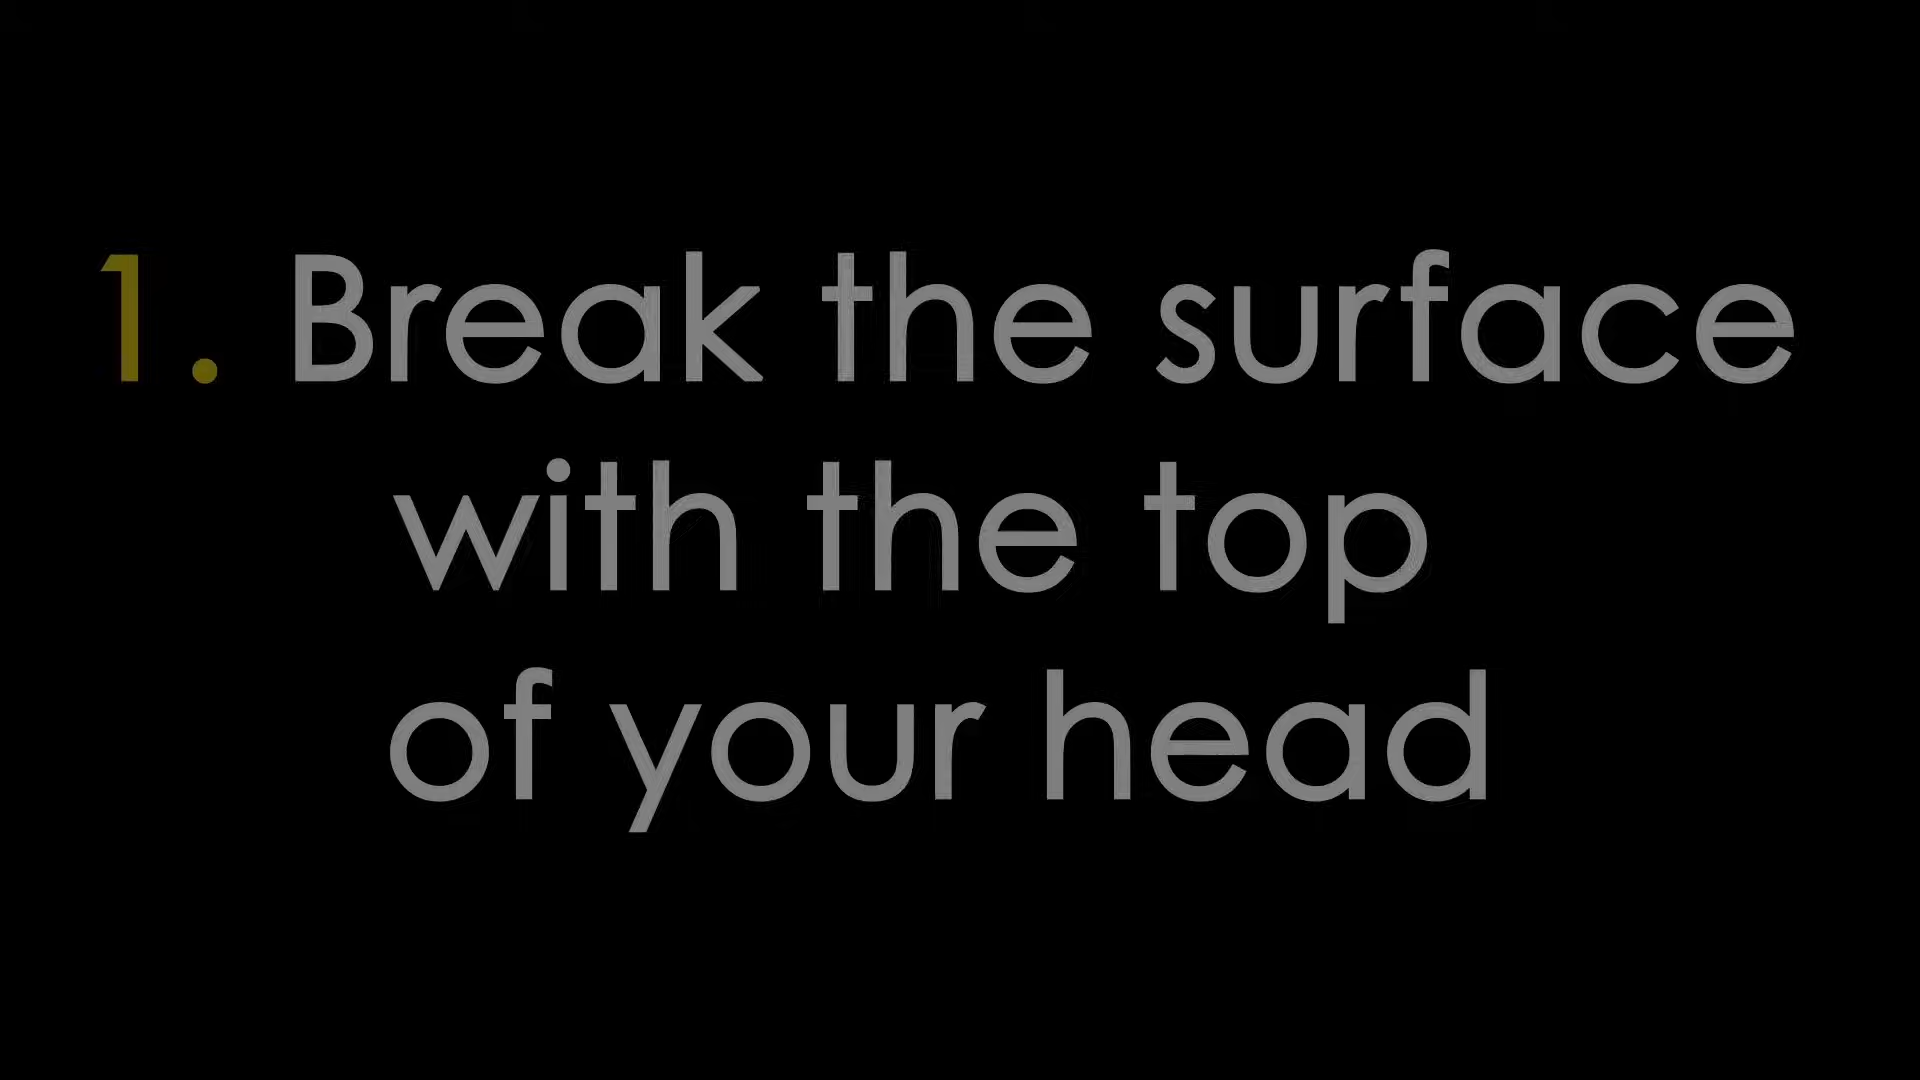 1. Break the surface
with the top
of your head